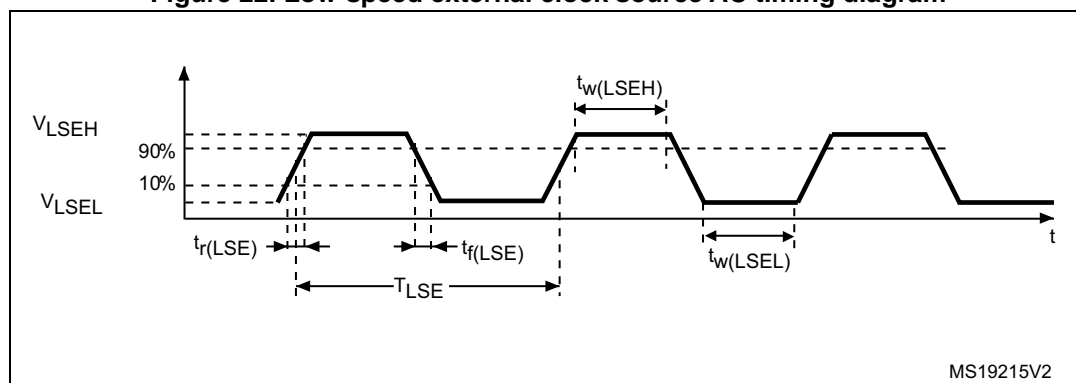 Figure 22. Low-speed external clock source AC timing diagram
tw(LSEH)
VLSEH
90%
10%
VLSEL
tr(LSE)
tf(LSE)
tw(LSEL)
t
TLSE
MS19215V2